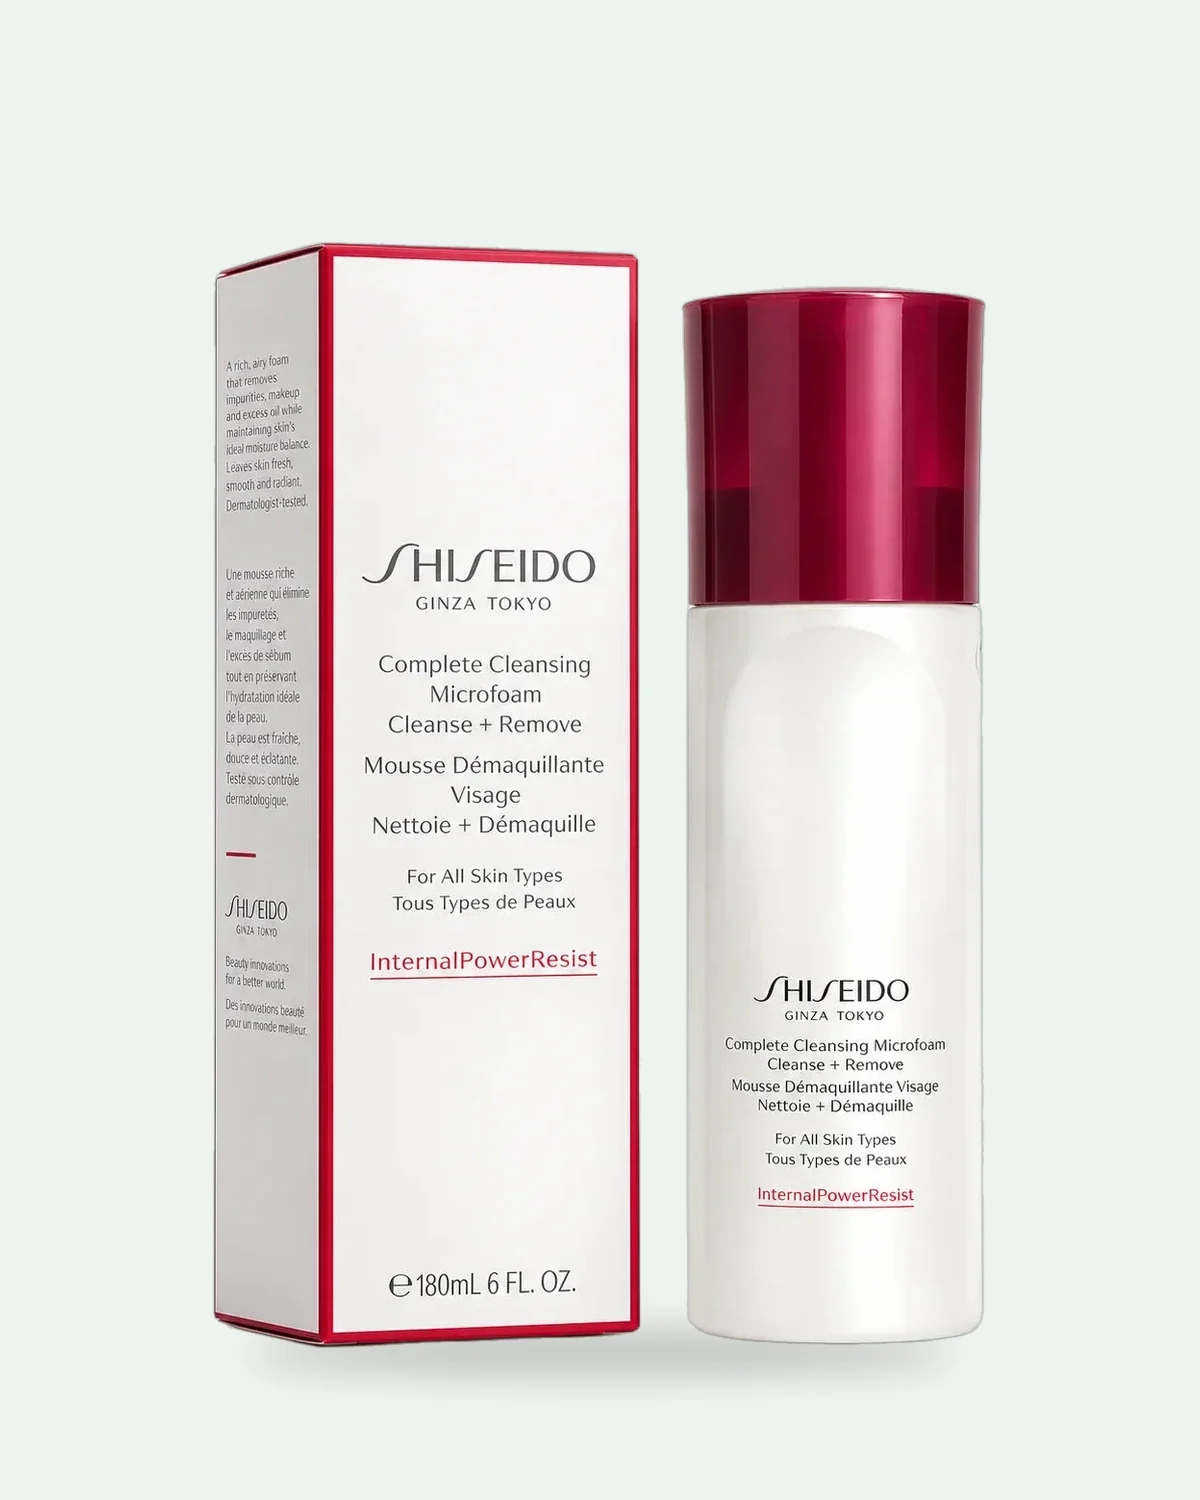 A rich, airy foam
that removes
impurities, makeup
and excess oil while
maintaining skin's
ideal moisture balance.
Leaves skin fresh,
smooth and radiant.
Dermatologist-tested.
Une mousse riche
et aérienne qui élimine
les impuretés,
le maquillage et
l'excès de sébum
tout en préservant
l'hydratation idéale
de la peau.
La peau est fraîche,
douce et éclatante.
Testé sous contrôle
dermatologique.
SHISEIDO
GINZA TOKYO
Beauty innovations
for a better world.
Des innovations beauté
pour un monde meilleur.
SHISEIDO
GINZA TOKYO
Complete Cleansing
Microfoam
Cleanse + Remove
Mousse Démaquillante
Visage
Nettoie + Démaquille
For All Skin Types
Tous Types de Peaux
InternalPowerResist
℮180mL 6 FL. OZ.
SHISEIDO
GINZA TOKYO
Complete Cleansing Microfoam
Cleanse + Remove
Mousse Démaquillante Visage
Nettoie + Démaquille
For All Skin Types
Tous Types de Peaux
InternalPowerResist